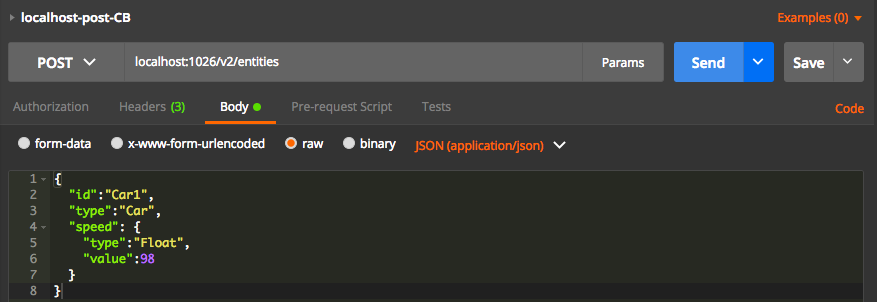 localhost-post-CB Examples (2)
POST localhost:1026/v2/entities Params Send Save
Authorization Headers (3) Body Pre-request Script Tests Code
form-data x-www-form-urlencoded raw binary JSON (application/json)
1 {
2 "id":"Car1",
3 "type":"Car",
4 "speed": {
5 "type":"Float",
6 "value":98
7 }
8 }